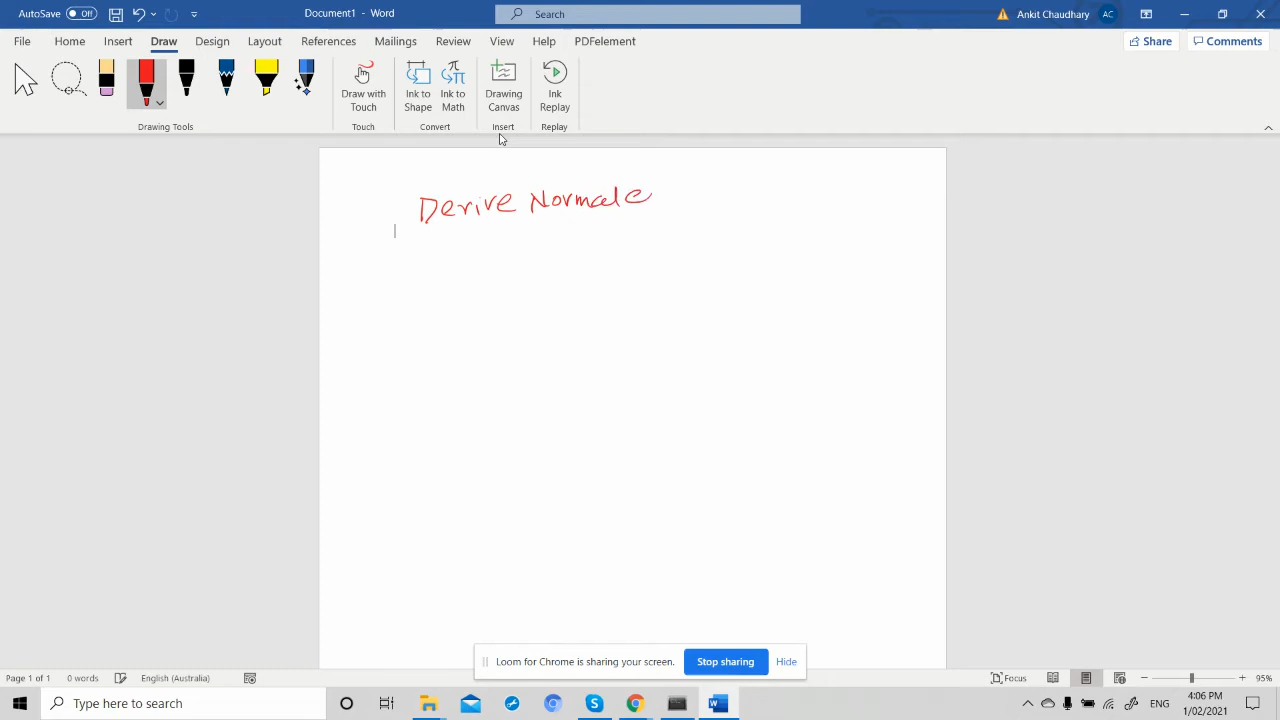 AutoSave Off Document1 - Word Search Ankit Chaudhary AC
File Home Insert Draw Design Layout References Mailings Review View Help PDFelement Share Comments
Draw with Touch
Ink to Shape
Ink to Math
Drawing Canvas
Ink Replay
Drawing Tools Touch Convert Insert Replay
Derive Normale
Loom for Chrome is sharing your screen. Stop sharing Hide
Page 1 of 1 0 words English (Australia) Focus 95%
Type here to search ENG 4:06 PM
1/02/2021